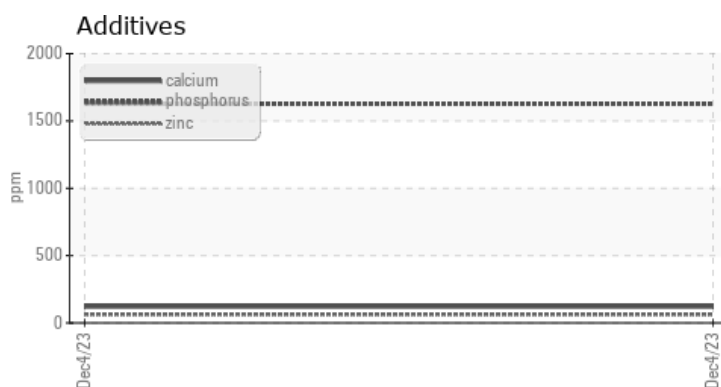 Additives
2000
calcium
phosphorus
1500
zinc
ppm
1000
500
0
Dec4/23
Dec4/23